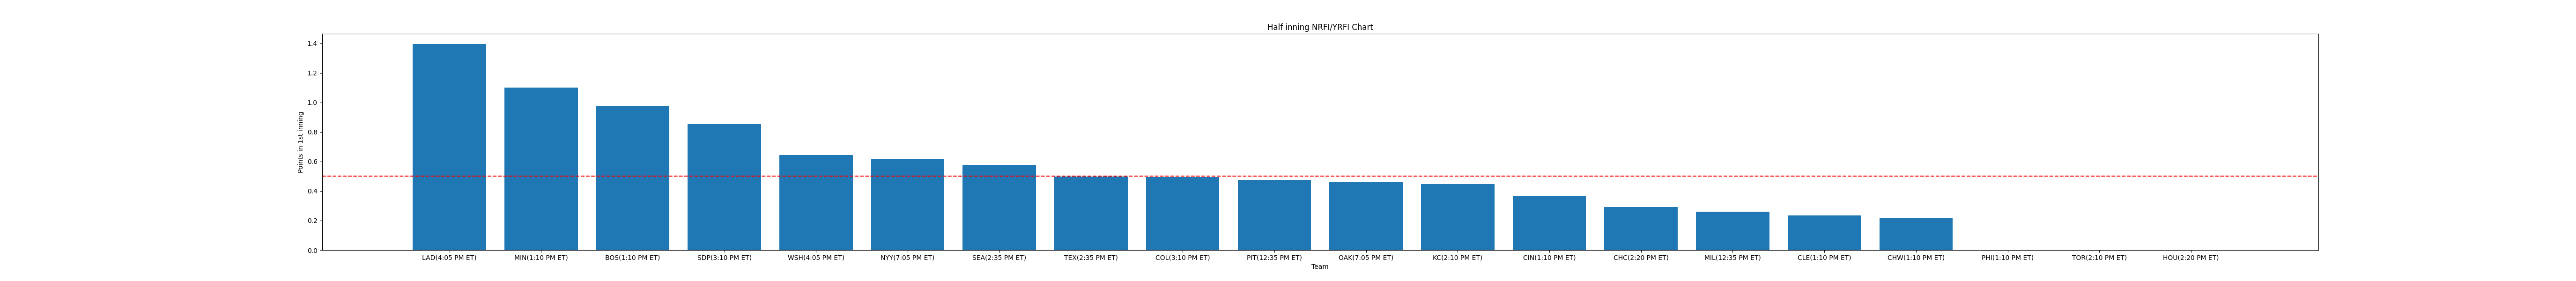 Half inning NRFI/YRFI Chart
Points in 1st inning
1.4
1.2
1.0
0.8
0.6
0.4
0.2
0.0
LAD(4:05 PM ET) MIN(1:10 PM ET) BOS(1:10 PM ET) SDP(3:10 PM ET) WSH(4:05 PM ET) NYY(7:05 PM ET) SEA(2:35 PM ET) TEX(2:35 PM ET) COL(3:10 PM ET) PIT(12:35 PM ET) OAK(7:05 PM ET) KC(2:10 PM ET) CIN(1:10 PM ET) CHC(2:20 PM ET) MIL(12:35 PM ET) CLE(1:10 PM ET) CHW(1:10 PM ET) PHI(1:10 PM ET) TOR(2:10 PM ET) HOU(2:20 PM ET)
Team